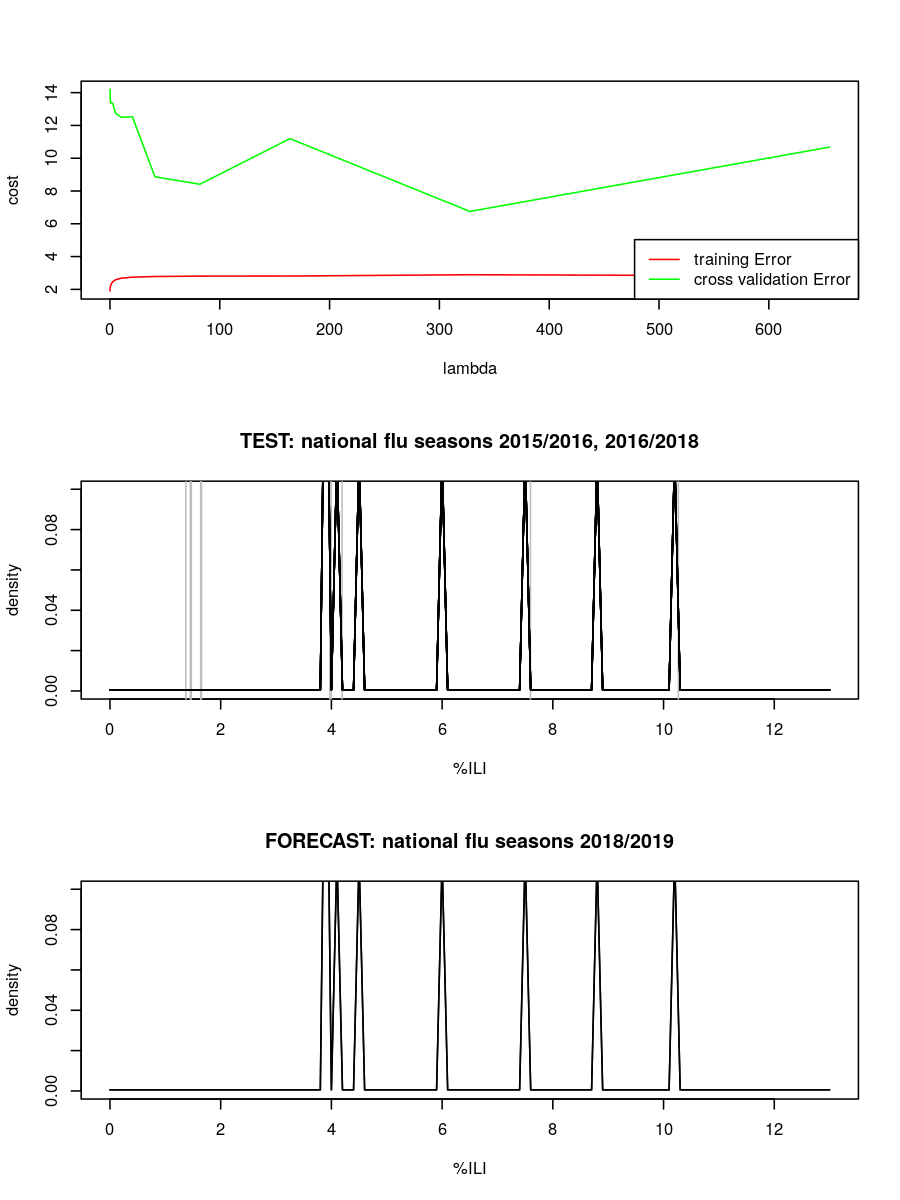 14
12
10
8
6
4
2
cost
training Error
cross validation Error
0 100 200 300 400 500 600
lambda
TEST: national flu seasons 2015/2016, 2016/2018
0.08
0.04
0.00
density
0 2 4 6 8 10 12
%ILI
FORECAST: national flu seasons 2018/2019
0.08
0.04
0.00
density
0 2 4 6 8 10 12
%ILI